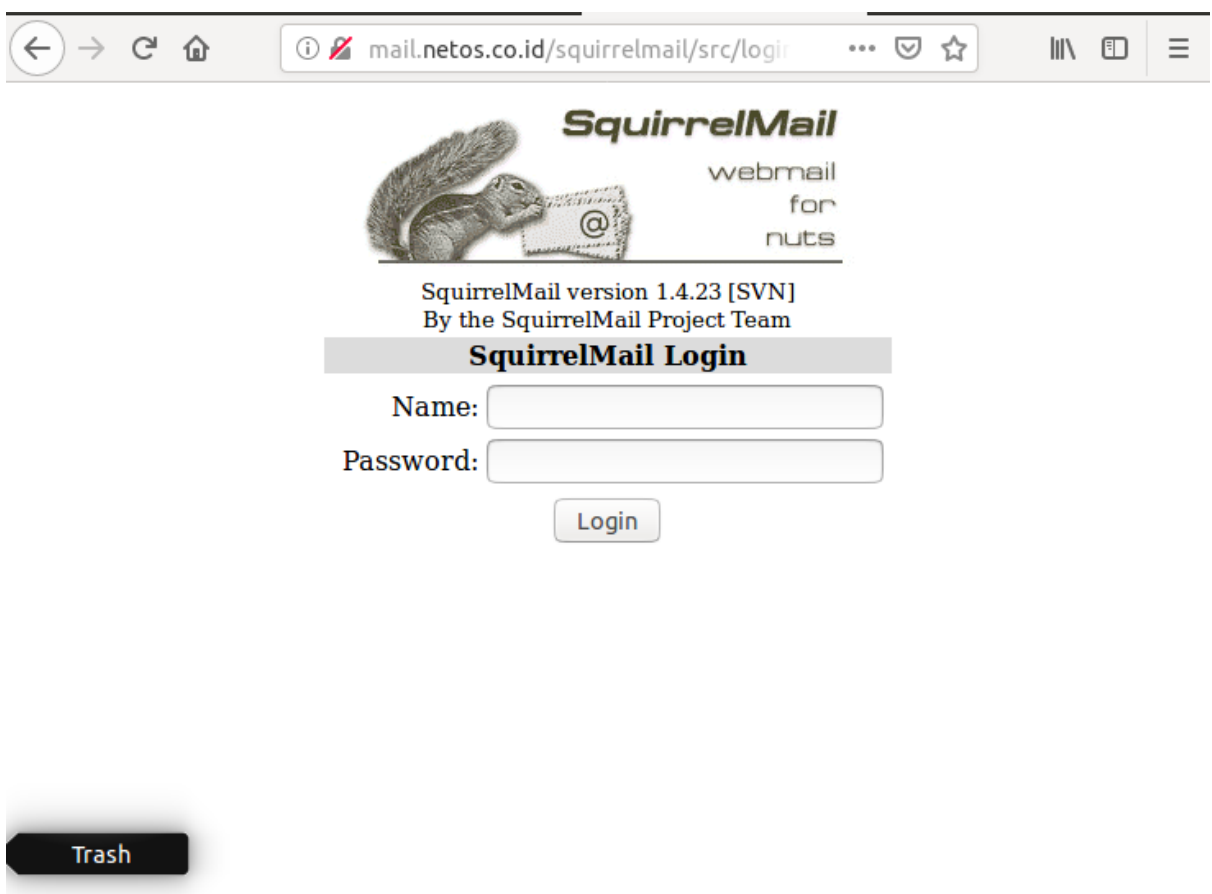 mail.netos.co.id/squirrelmail/src/login
SquirrelMail
webmail
for
nuts
@
SquirrelMail version 1.4.23 [SVN]
By the SquirrelMail Project Team
SquirrelMail Login
Name:
Password:
Login
Trash